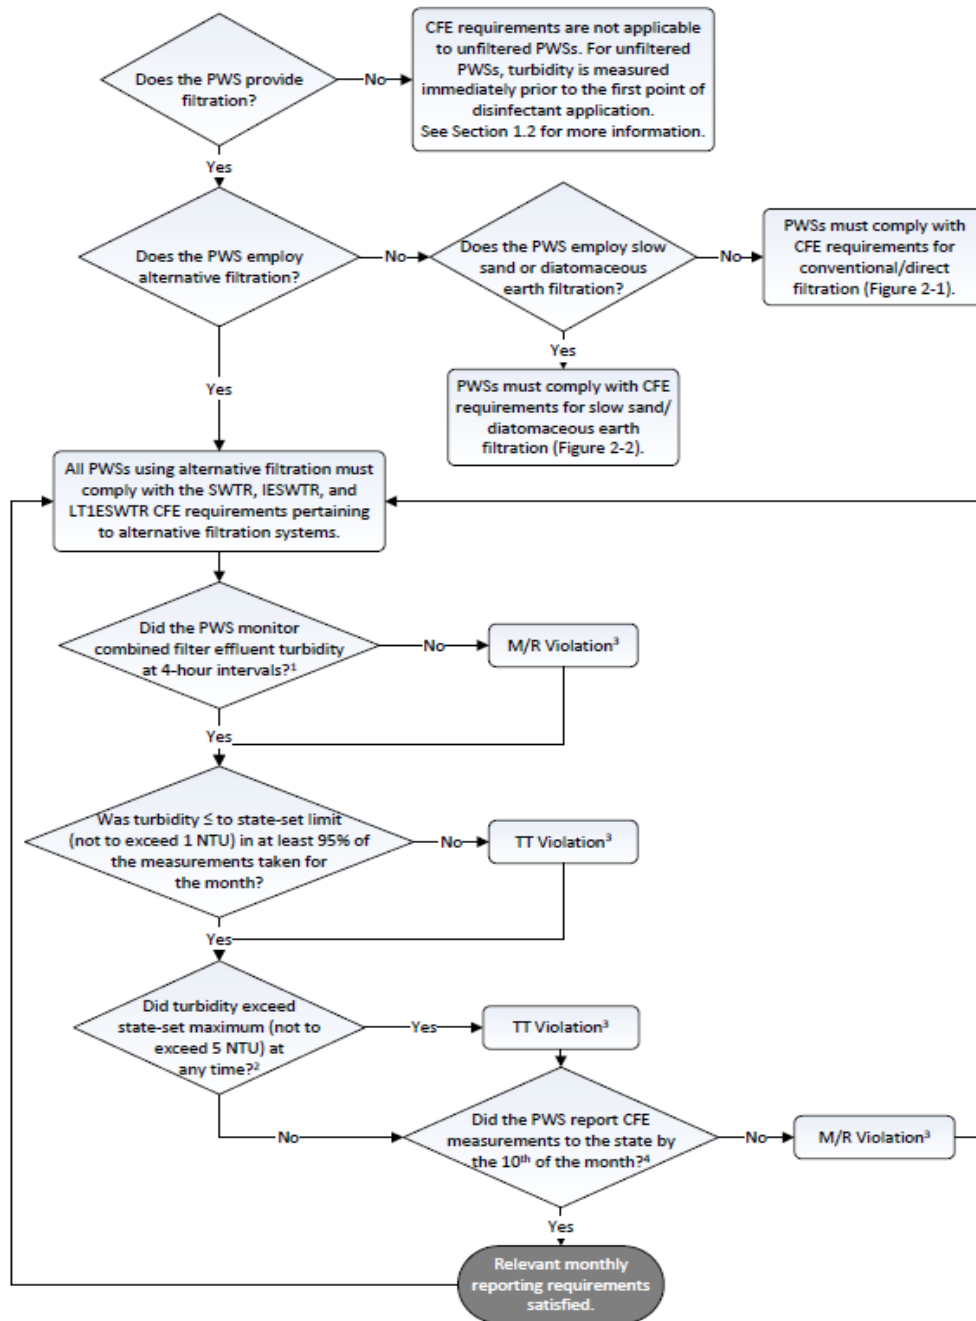 CFE requirements are not applicable
to unfiltered PWSs. For unfiltered
PWSs, turbidity is measured
immediately prior to the first point of
disinfectant application.
See Section 1.2 for more information.
Does the PWS provide
filtration?
No
Yes
Does the PWS employ
alternative filtration?
No
Does the PWS employ slow
sand or diatomaceous
earth filtration?
No
PWSs must comply with
CFE requirements for
conventional/direct
filtration (Figure 2-1).
Yes
PWSs must comply with CFE
requirements for slow sand/
diatomaceous earth
filtration (Figure 2-2).
Yes
All PWSs using alternative filtration must
comply with the SWTR, IESWTR, and
LT1ESWTR CFE requirements pertaining
to alternative filtration systems.
Did the PWS monitor
combined filter effluent turbidity
at 4-hour intervals?¹
No
M/R Violation³
Yes
Was turbidity ≤ to state-set limit
(not to exceed 1 NTU) in at least 95% of
the measurements taken for
the month?
No
TT Violation³
Yes
Did turbidity exceed
state-set maximum (not to
exceed 5 NTU) at
any time?²
Yes
TT Violation³
No
Did the PWS report CFE
measurements to the state by
the 10th of the month?⁴
No
M/R Violation³
Yes
Relevant monthly
reporting requirements
satisfied.